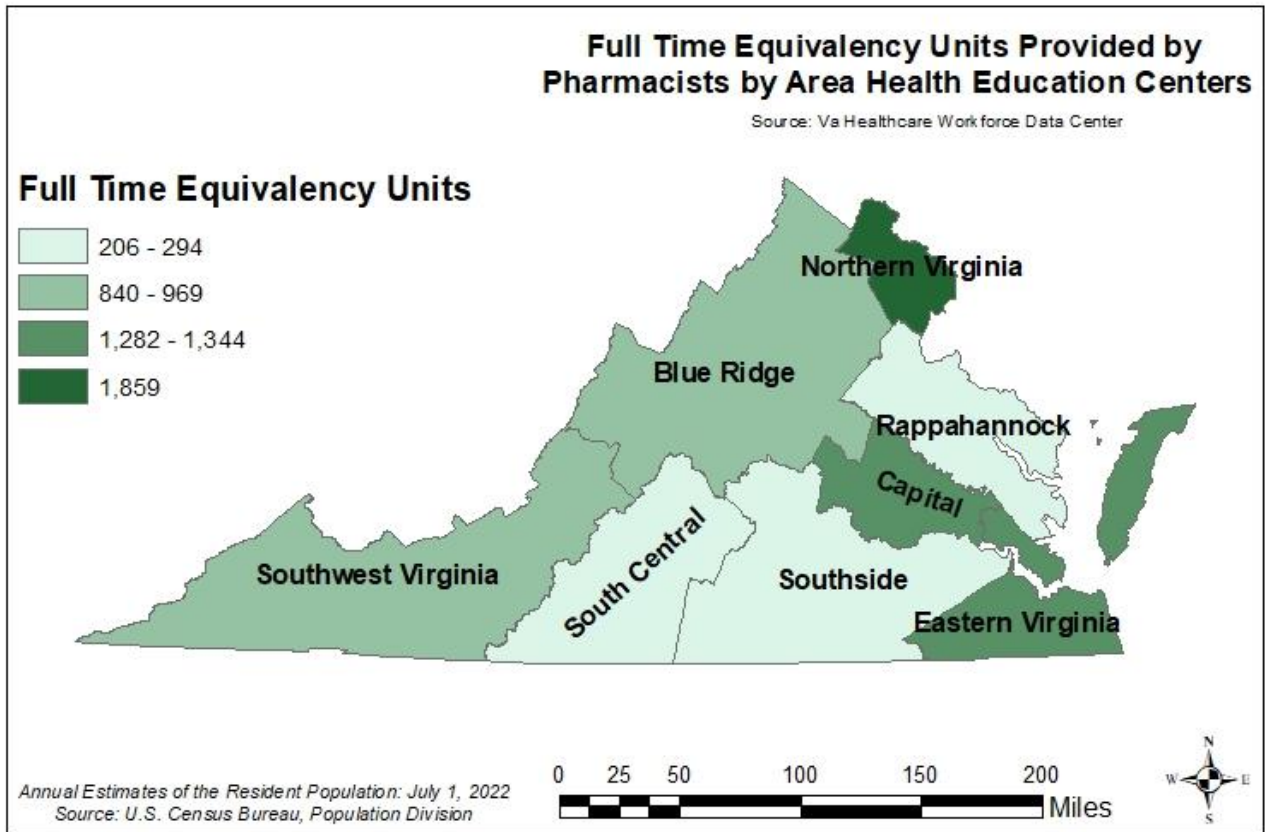 Full Time Equivalency Units Provided by
Pharmacists by Area Health Education Centers
Source: Va Healthcare Workforce Data Center
Full Time Equivalency Units
206 - 294
840 - 969
1,282 - 1,344
1,859
Northern Virginia
Blue Ridge
Rappahannock
Capital
Southwest Virginia
South Central
Southside
Eastern Virginia
Annual Estimates of the Resident Population: July 1, 2022
Source: U.S. Census Bureau, Population Division
0 25 50 100 150 200
Miles
N
W E
S